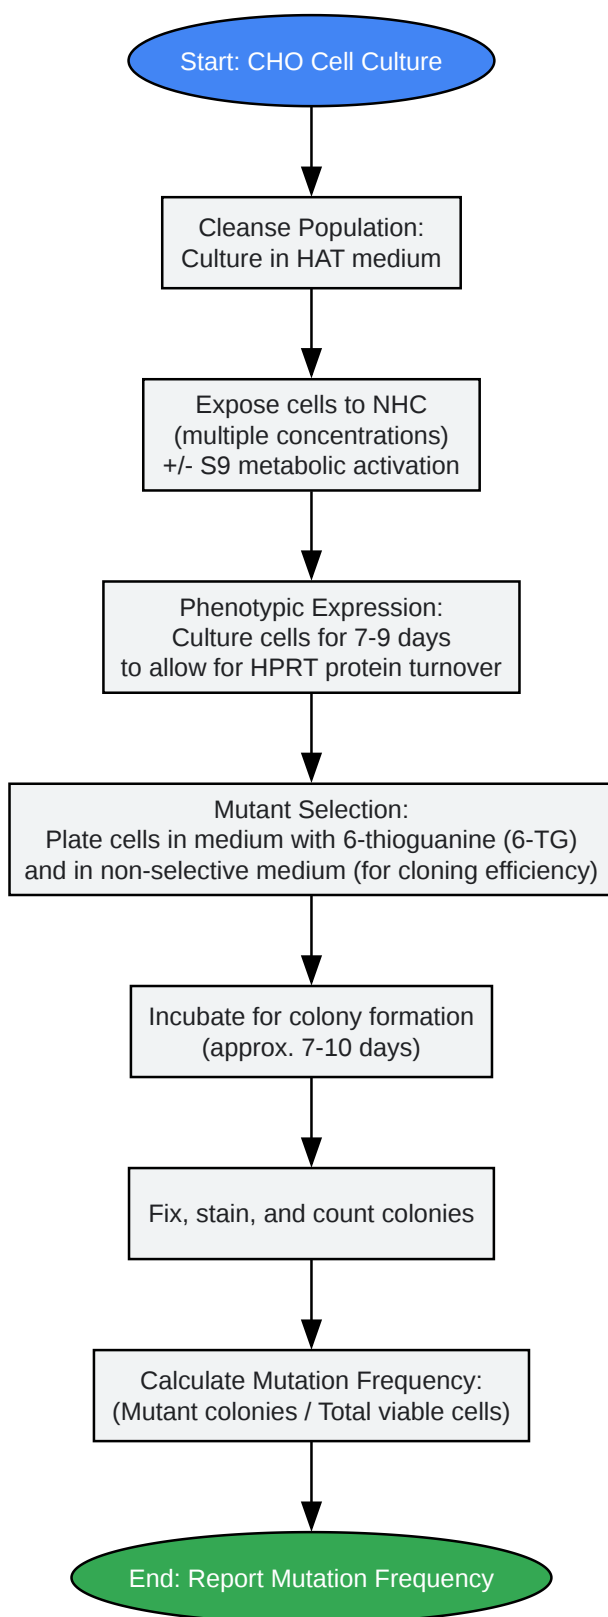 Start: CHO Cell Culture
Cleanse Population:
Culture in HAT medium
Expose cells to NHC
(multiple concentrations)
+/- S9 metabolic activation
Phenotypic Expression:
Culture cells for 7-9 days
to allow for HPRT protein turnover
Mutant Selection:
Plate cells in medium with 6-thioguanine (6-TG)
and in non-selective medium (for cloning efficiency)
Incubate for colony formation
(approx. 7-10 days)
Fix, stain, and count colonies
Calculate Mutation Frequency:
(Mutant colonies / Total viable cells)
End: Report Mutation Frequency